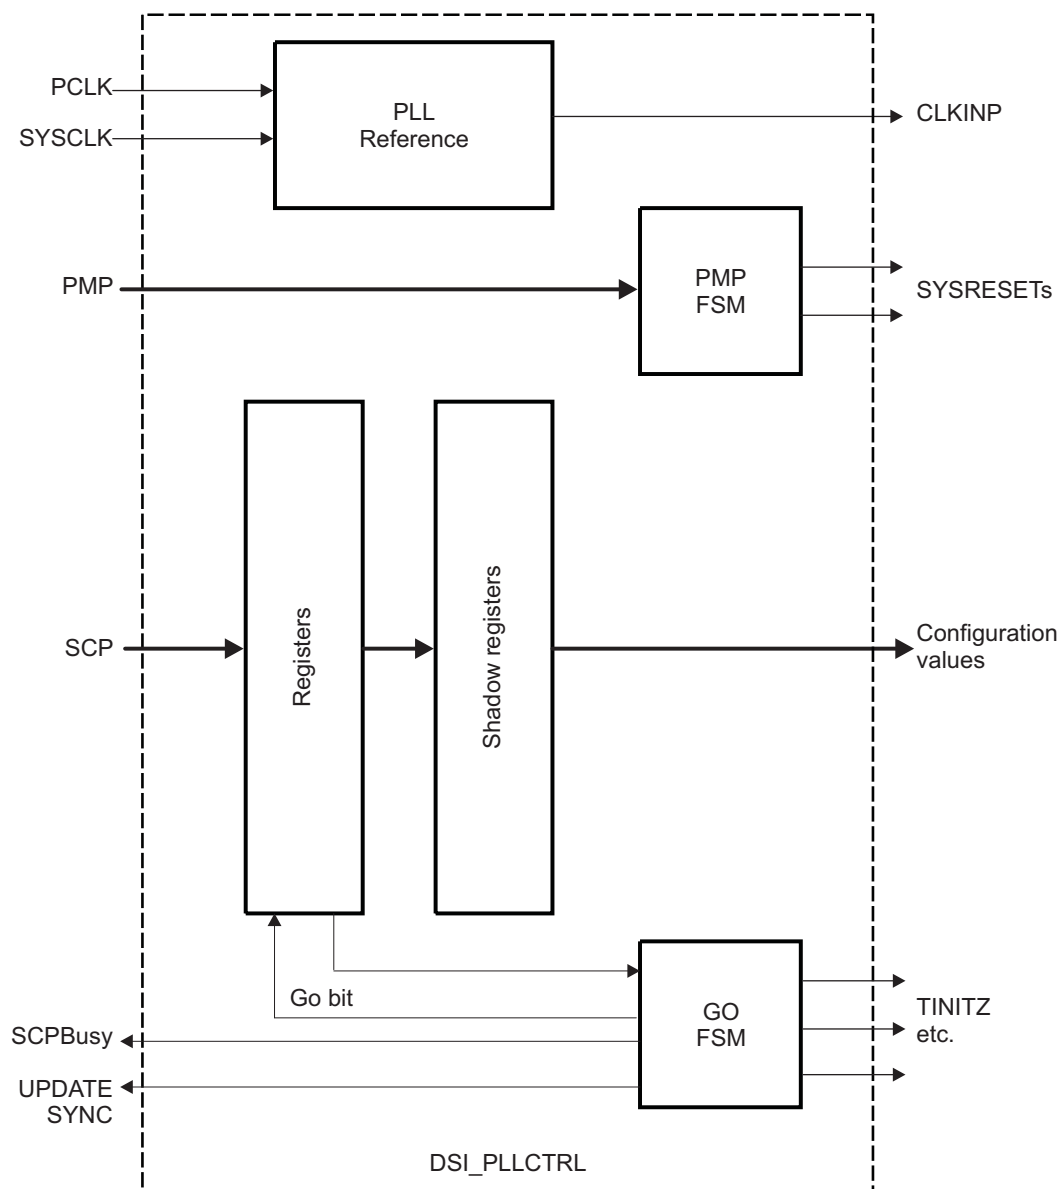 PCLK
SYSCLK
PLL
Reference
CLKINP
PMP
PMP
FSM
SYSRESETs
SCP
Registers
Shadow registers
Configuration
values
Go bit
SCPBusy
UPDATE
SYNC
GO
FSM
TINITZ
etc.
DSI_PLLCTRL